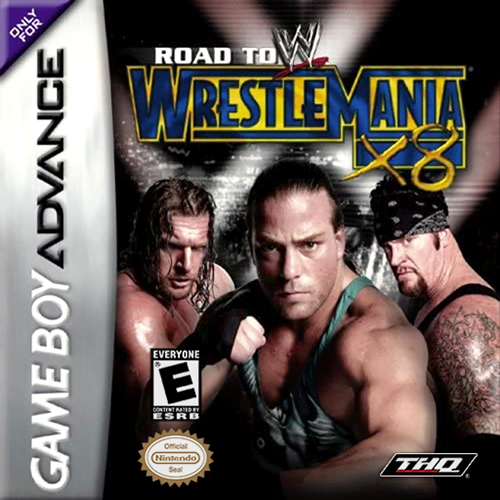 ONLY
FOR
GAME BOY ADVANCE
ROAD TO W
WRESTLEMANIA
X8
EVERYONE
E
CONTENT RATED BY
ESRB
Official
Nintendo
Seal
THQ